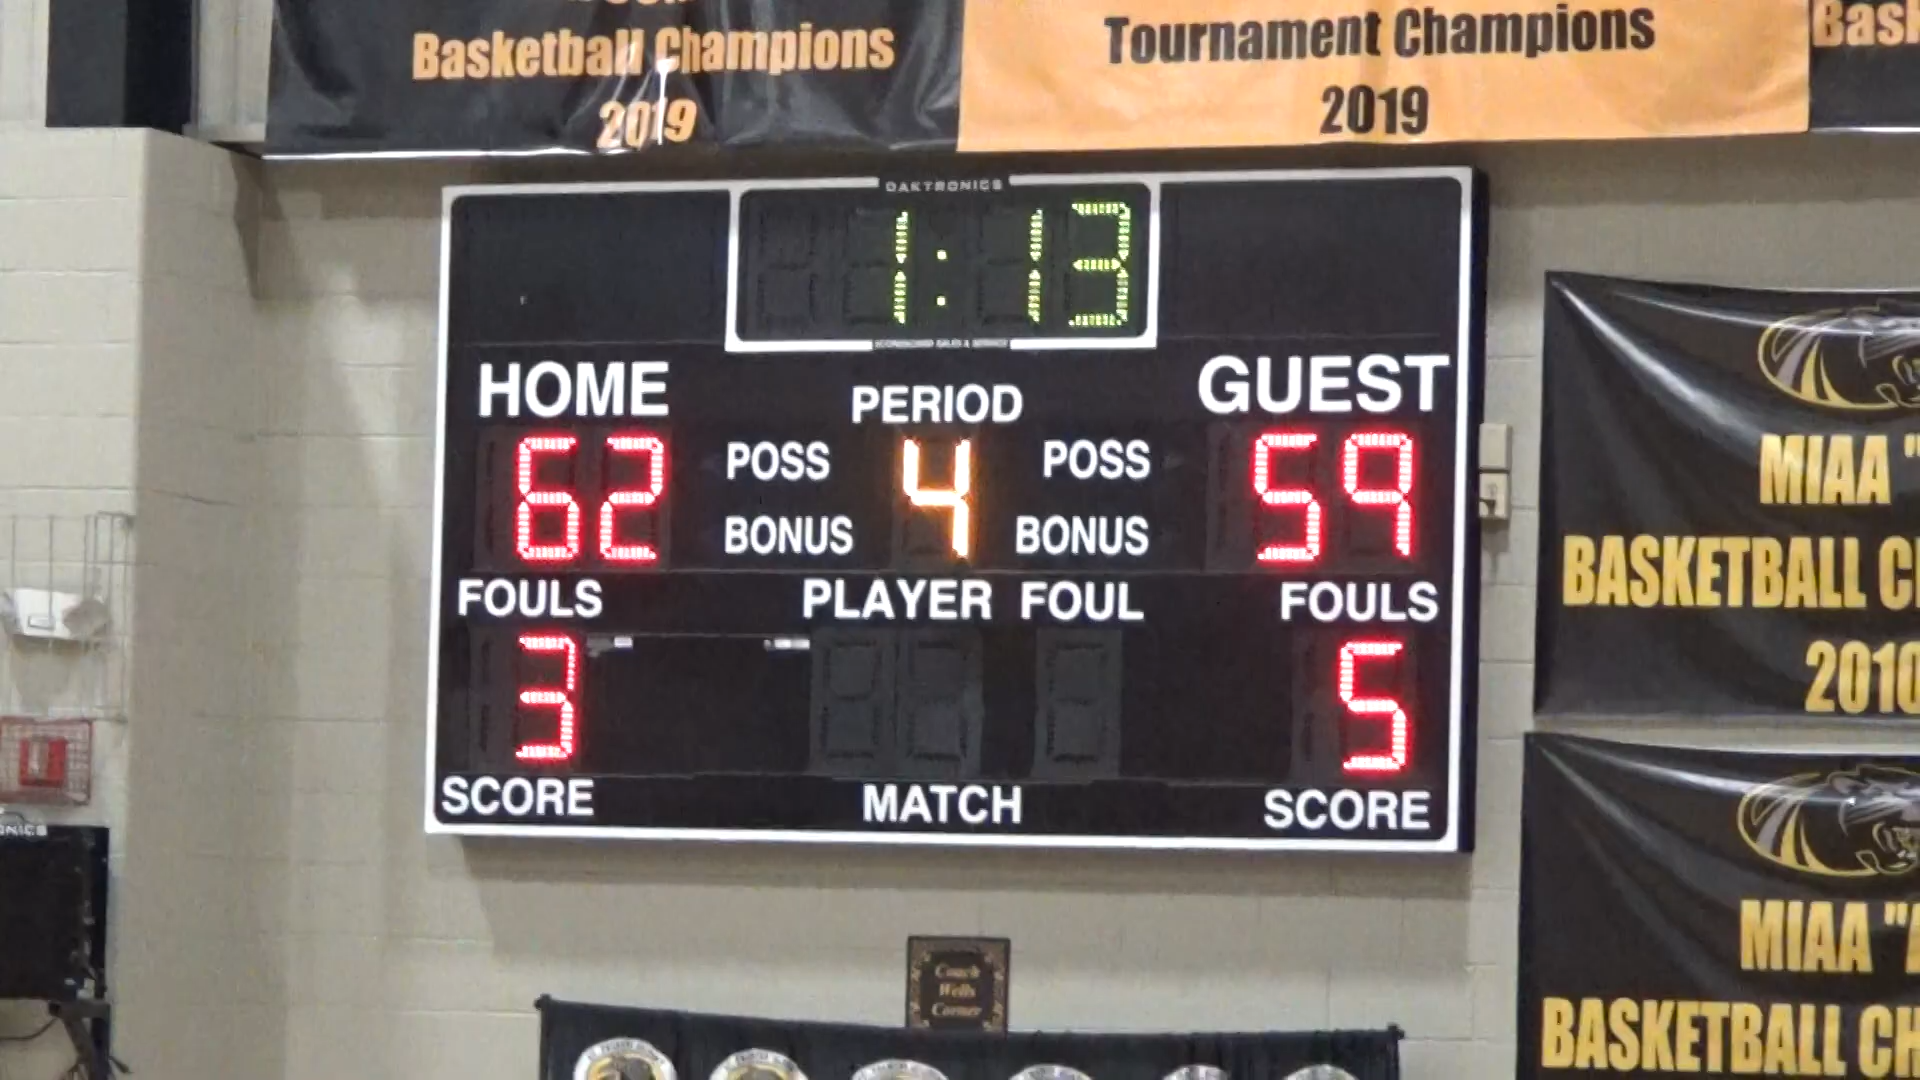 Basketball Champions
2019
Tournament Champions
2019
Bask
DAKTRONICS
1:13
HOME
PERIOD
GUEST
62
POSS
4
POSS
59
BONUS
BONUS
FOULS
PLAYER FOUL
FOULS
3
5
SCORE
MATCH
SCORE
MIAA "
BASKETBALL C
2010
MIAA "A
BASKETBALL CH
Coach
Wells
Corner